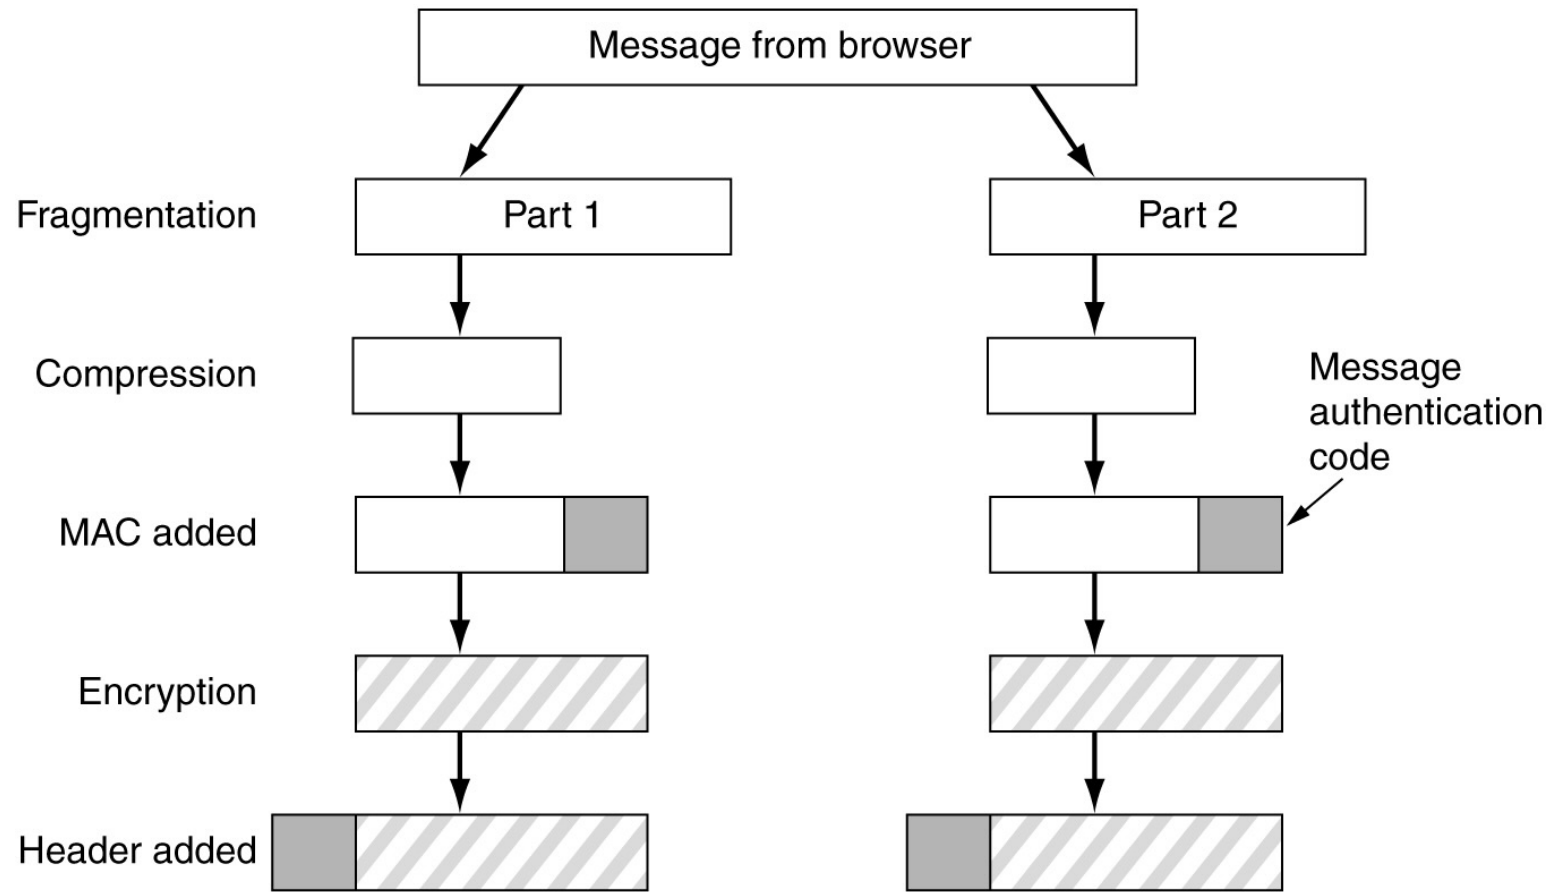 Message from browser
Fragmentation
Part 1
Part 2
Compression
Message
authentication
code
MAC added
Encryption
Header added